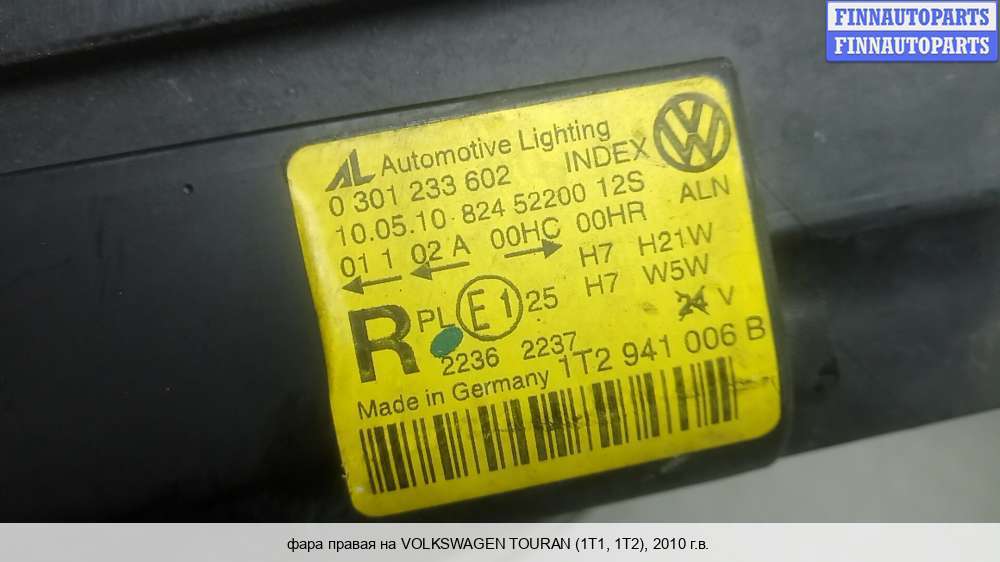 FINNAUTOPARTS
FINNAUTOPARTS
AL Automotive Lighting
0 301 233 602 INDEX
10.05.10 824 52200 12S ALN
01 1 02 A 00HC 00HR
H7 H21W
H7 W5W
R PL E1 25
24 V
2236 2237
Made in Germany 1T2 941 006 B
фара правая на VOLKSWAGEN TOURAN (1T1, 1T2), 2010 г.в.